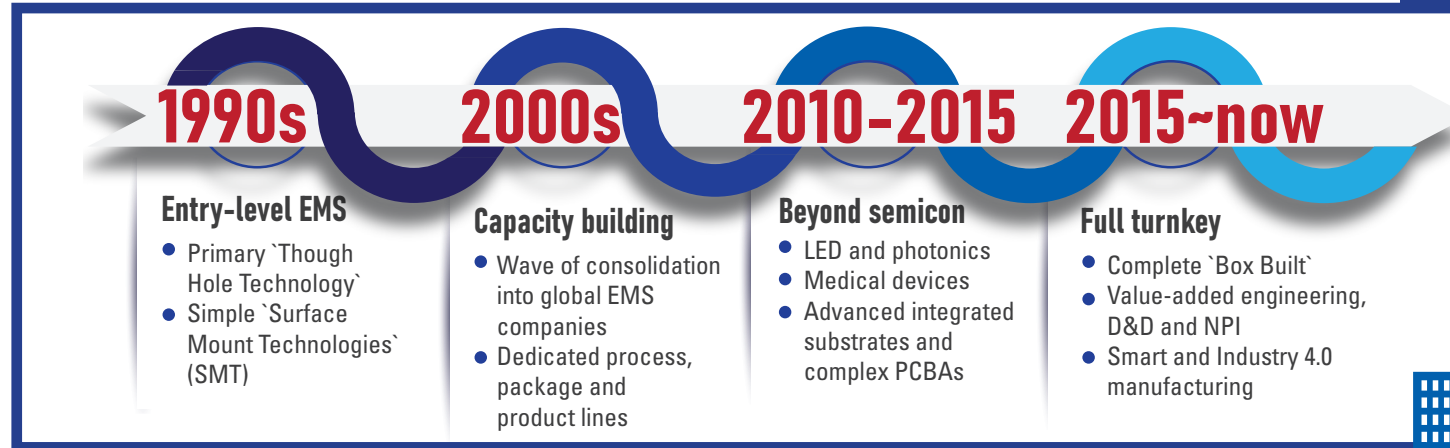 1990s
Entry-level EMS
Primary `Though
Hole Technology`
Simple `Surface
Mount Technologies`
(SMT)
2000s
Capacity building
Wave of consolidation
into global EMS
companies
Dedicated process,
package and
product lines
2010-2015
Beyond semicon
LED and photonics
Medical devices
Advanced integrated
substrates and
complex PCBAs
2015~now
Full turnkey
Complete `Box Built`
Value-added engineering,
D&D and NPI
Smart and Industry 4.0
manufacturing